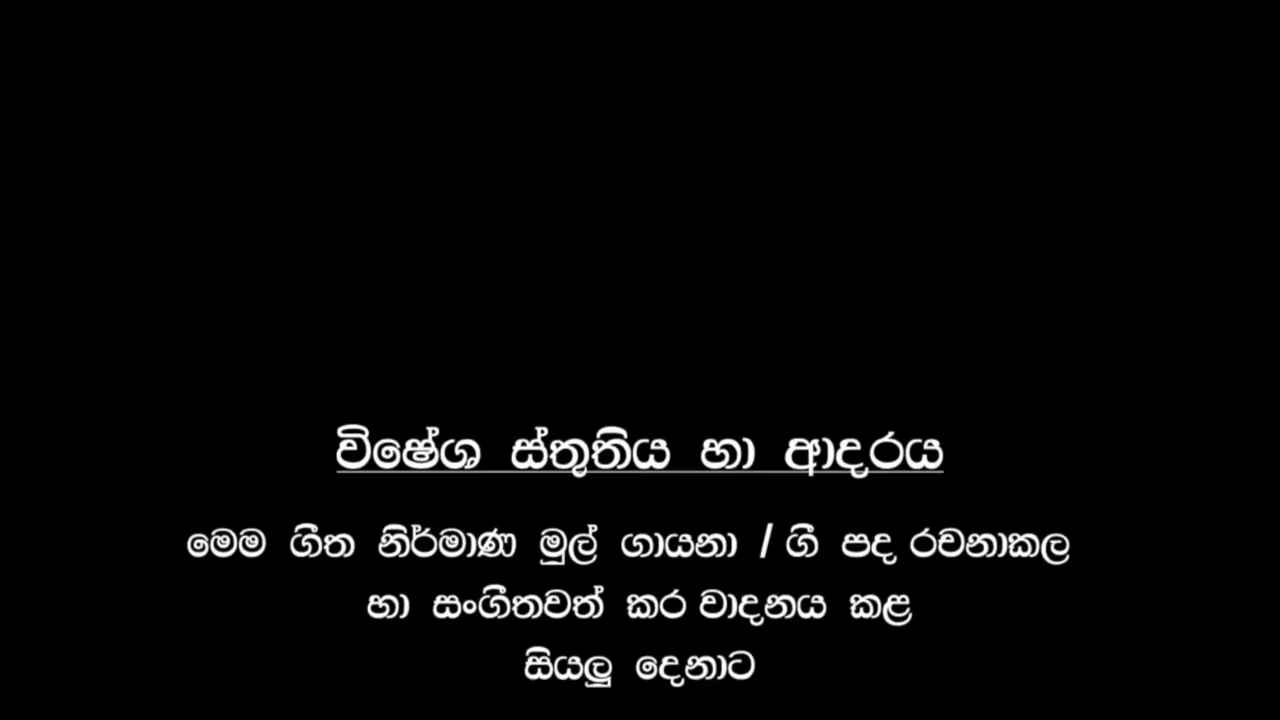 විෂේශ ස්තූතිය හා ආදරය
මෙම ගීත නිර්මාණ මුල් ගායනා / ගී පද රචනාකල
හා සංගීතවත් කර වාදනය කළ
සියලු දෙනාට